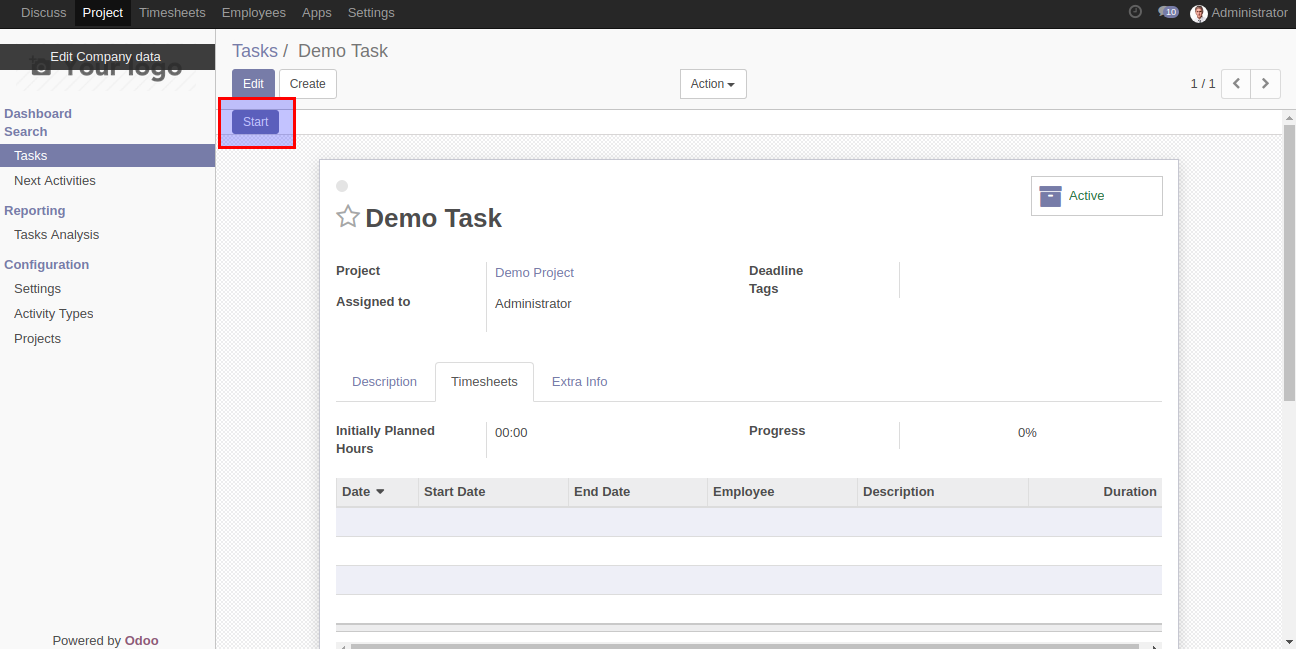 Discuss Project Timesheets Employees Apps Settings 10 Administrator
Edit Company data
Your logo
Dashboard
Search
Tasks
Next Activities
Reporting
Tasks Analysis
Configuration
Settings
Activity Types
Projects
Powered by Odoo
Tasks / Demo Task
Edit Create Action 1 / 1
Start
Active
Demo Task
Project Demo Project
Assigned to Administrator
Deadline
Tags
Description Timesheets Extra Info
Initially Planned Hours 00:00
Progress 0%
Date Start Date End Date Employee Description Duration